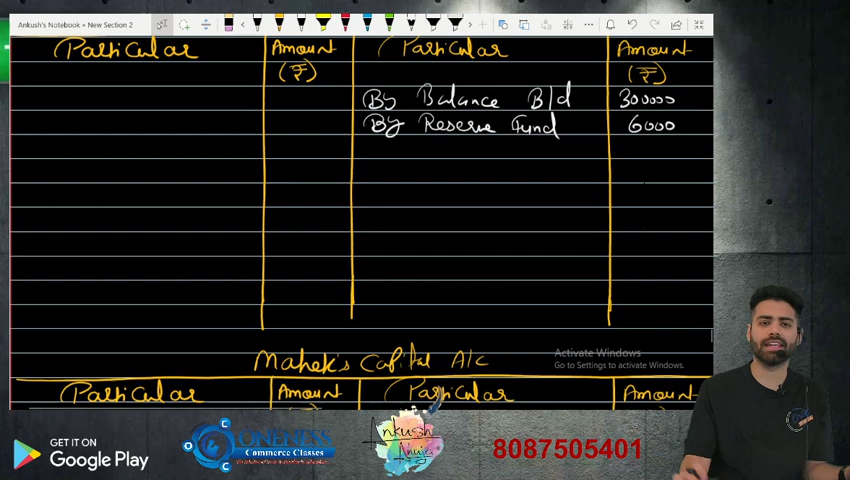 Ankush's Notebook » New Section 2
Particular Amount Particular Amount
(₹) (₹)
By Balance B/d 300000
By Reserve Fund 6000
Mahek's Capital A/c
Activate Windows
Go to Settings to activate Windows.
Particular Amount Particular Amount
GET IT ON
Google Play
C
O
C
C
ONENESS
Commerce Classes
Ankush
8087505401